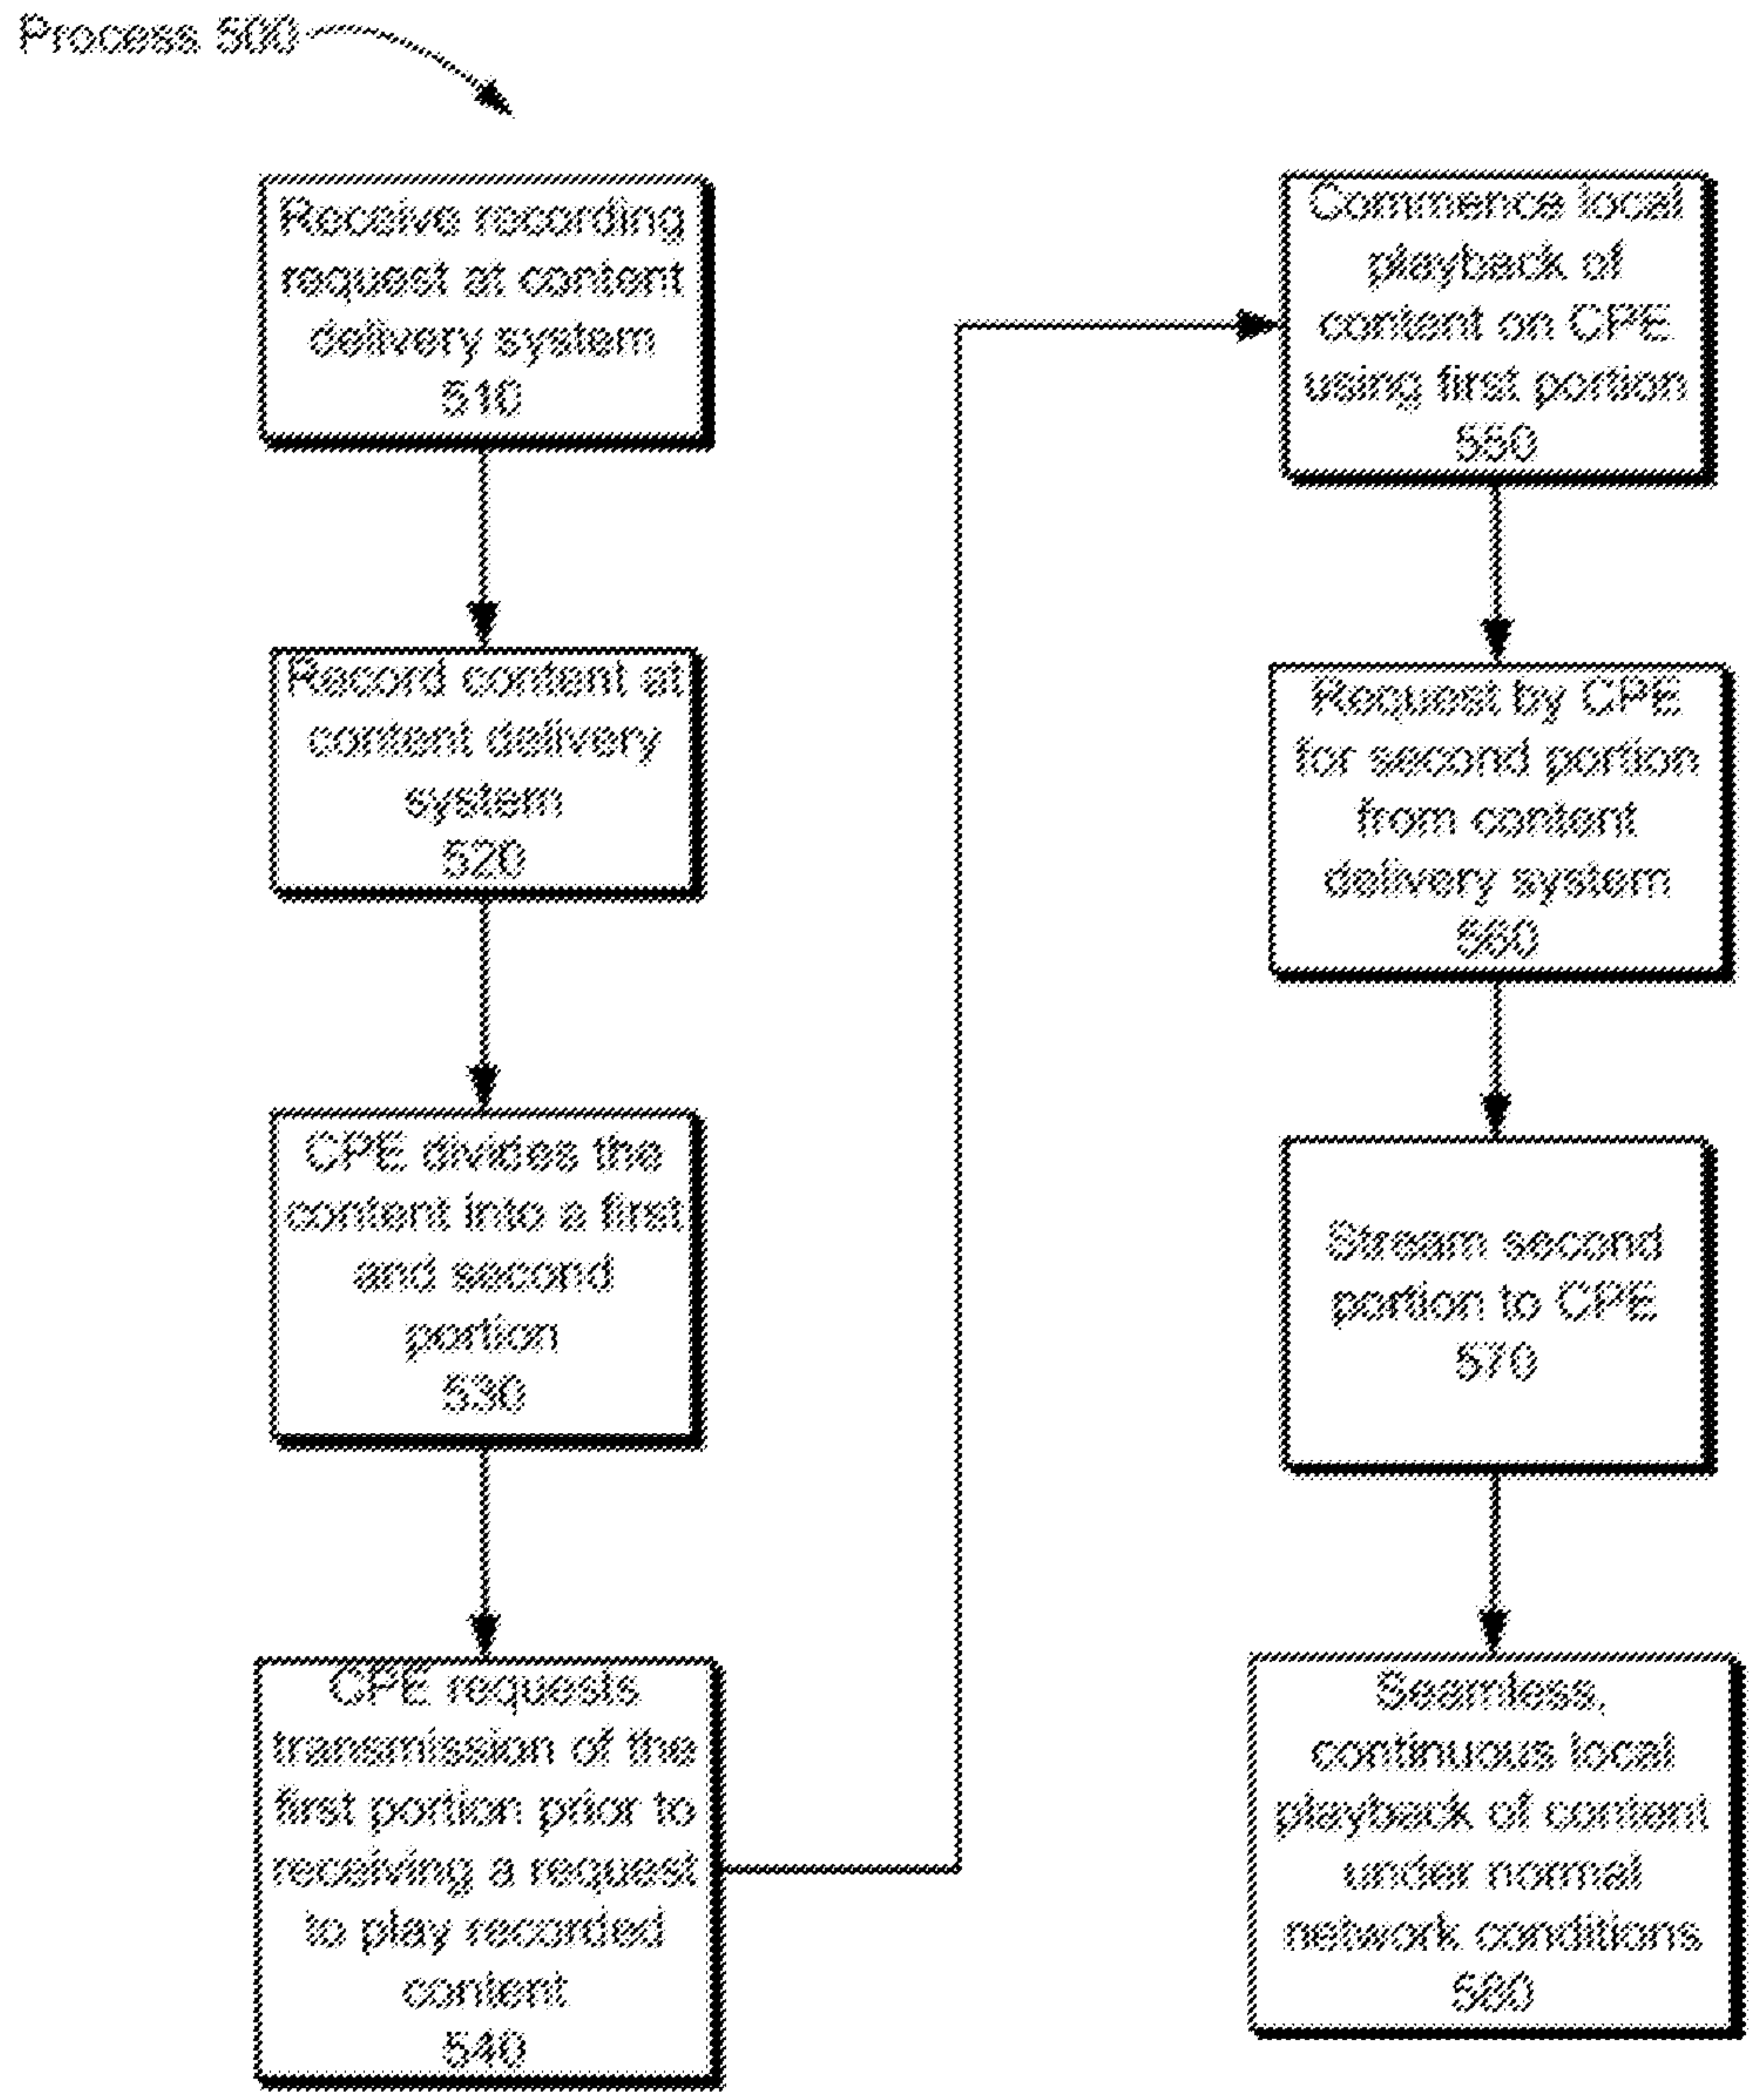 Process 500
Receive recording
request at content
delivery system
510
Record content at
content delivery
system
520
CPE divides the
content into a first
and second
portion
530
CPE requests
transmission of the
first portion prior to
receiving a request
to play recorded
content
540
Commence local
playback of
content on CPE
using first portion
550
Request by CPE
for second portion
from content
delivery system
560
Stream second
portion to CPE
570
Seamless,
continuous local
playback of content
under normal
network conditions
580